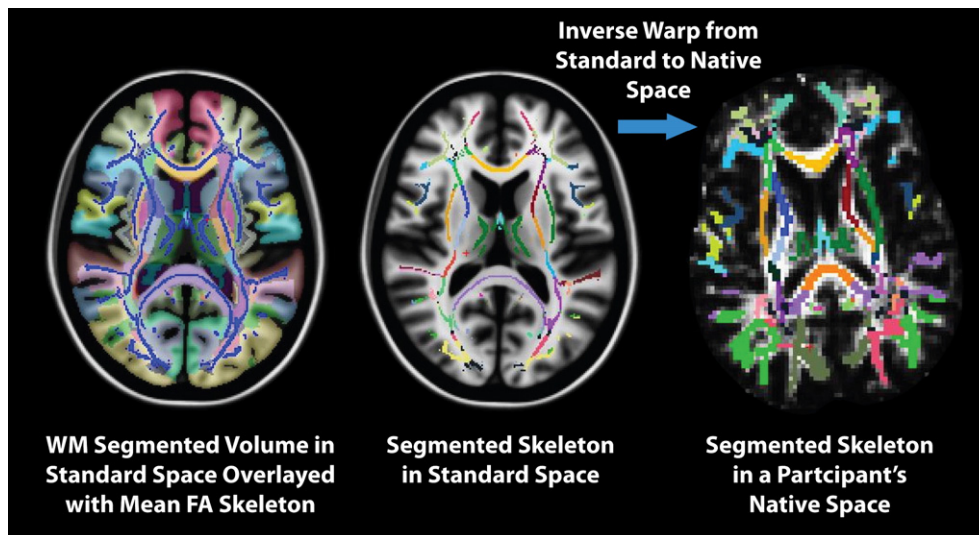 Inverse Warp from
Standard to Native
Space
WM Segmented Volume in
Standard Space Overlayed
with Mean FA Skeleton
Segmented Skeleton
in Standard Space
Segmented Skeleton
in a Partcipant's
Native Space